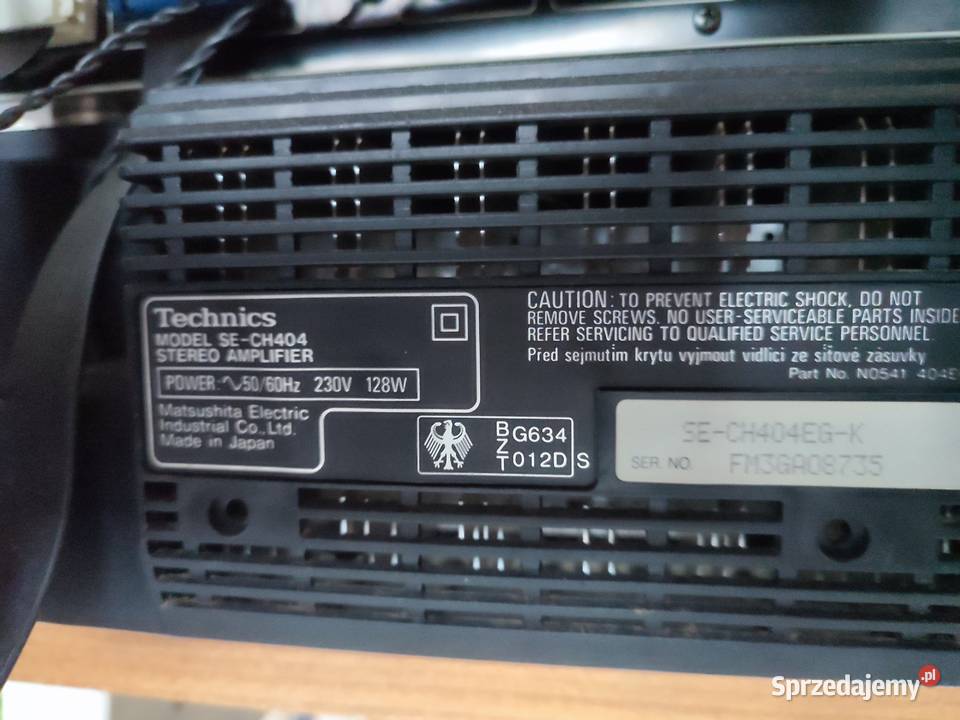 Technics
MODEL SE-CH404
STEREO AMPLIFIER
POWER: ∿50/60Hz 230V 128W
Matsushita Electric
Industrial Co., Ltd.
Made in Japan
BZT G634
012D S
CAUTION: TO PREVENT ELECTRIC SHOCK, DO NOT
REMOVE SCREWS. NO USER-SERVICEABLE PARTS INSIDE
REFER SERVICING TO QUALIFIED SERVICE PERSONNEL.
Před sejmutím krytu vyjmout vidlici ze síťové zásuvky
Part No. N0541 404E
SE-CH404EG-K
SER. NO. FM3GA08735
Sprzedajemy.pl